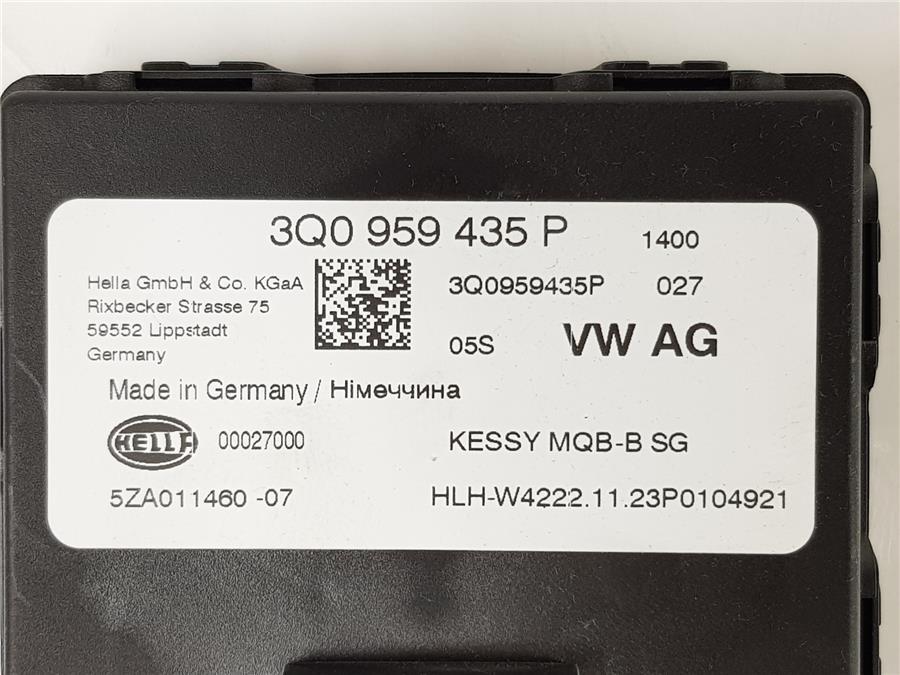 3Q0 959 435 P 1400
Hella GmbH & Co. KGaA 3Q0959435P 027
Rixbecker Strasse 75
59552 Lippstadt 05S VW AG
Germany
Made in Germany / Німеччина
HELLA 00027000 KESSY MQB-B SG
5ZA011460 -07 HLH-W4222.11.23P0104921